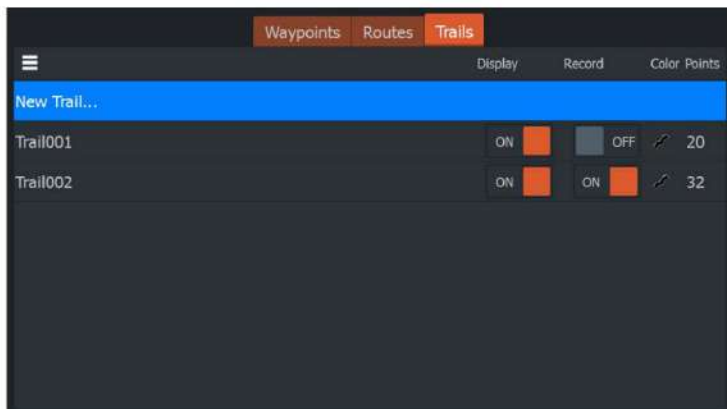 Waypoints Routes Trails
Display Record Color Points
New Trail...
Trail001 ON OFF 20
Trail002 ON ON 32